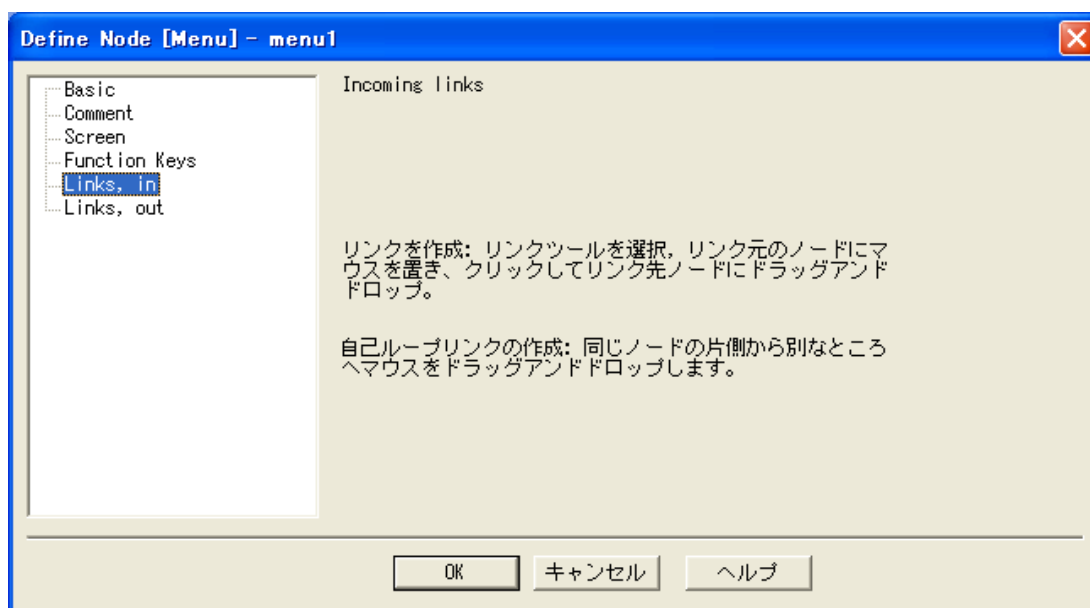 Define Node [Menu] - menu1
Basic
Comment
Screen
Function Keys
Links, in
Links, out
Incoming links
リンクを作成: リンクツールを選択, リンク元のノードにマ
ウスを置き、クリックしてリンク先ノードにドラッグアンド
ドロップ。
自己ループリンクの作成: 同じノードの片側から別なところ
へマウスをドラッグアンドドロップします。
OK
キャンセル
ヘルプ